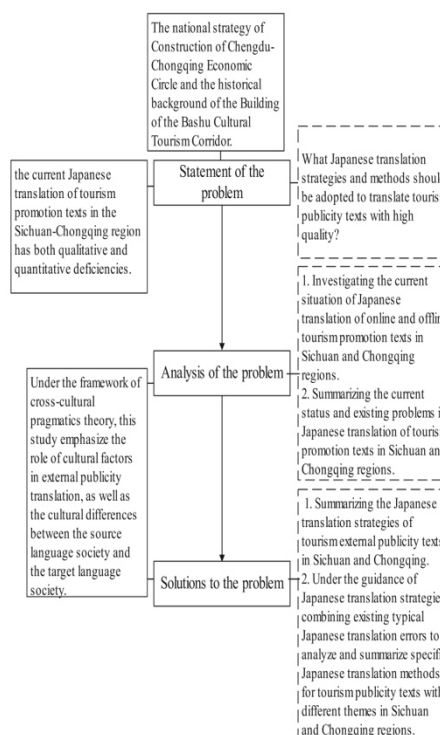 The national strategy of
Construction of Chengdu-
Chongqing Economic
Circle and the historical
background of the Building
of the Bashu Cultural
Tourism Corridor.
Statement of the
problem
the current Japanese
translation of tourism
promotion texts in the
Sichuan-Chongqing region
has both qualitative and
quantitative deficiencies.
What Japanese translation
strategies and methods
be adopted to translate
publicity texts with high
quality?
Analysis of the problem
1. Investigating the current
situation of Japanese
translation of online and
tourism promotion texts in
Sichuan and Chongqing
regions.
2. Summarizing the current
status and existing problems
Japanese translation of
promotion texts in Sichuan
Chongqing regions.
Under the framework of
cross-cultural
pragmatics theory, this
study emphasize the
role of cultural factors
in external publicity
translation, as well as
the cultural differences
between the source
language society and
the target language
society.
Solutions to the problem
1. Summarizing the Japanese
translation strategies of
tourism external publicity
in Sichuan and Chongqing.
2. Under the guidance of
Japanese translation
combining existing typical
Japanese translation errors to
analyze and summarize
Japanese translation methods
for tourism publicity texts
different themes in Sichuan
and Chongqing regions.